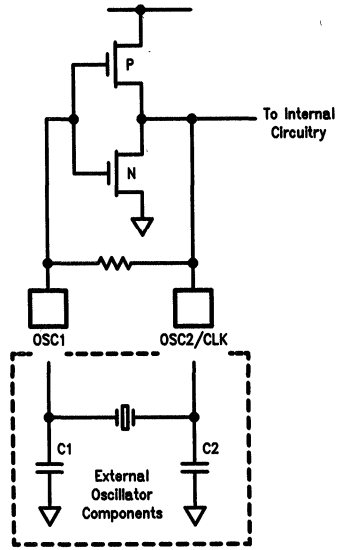 P
To Internal
Circuitry
N
OSC1
OSC2/CLK
C1
C2
External
Oscillator
Components